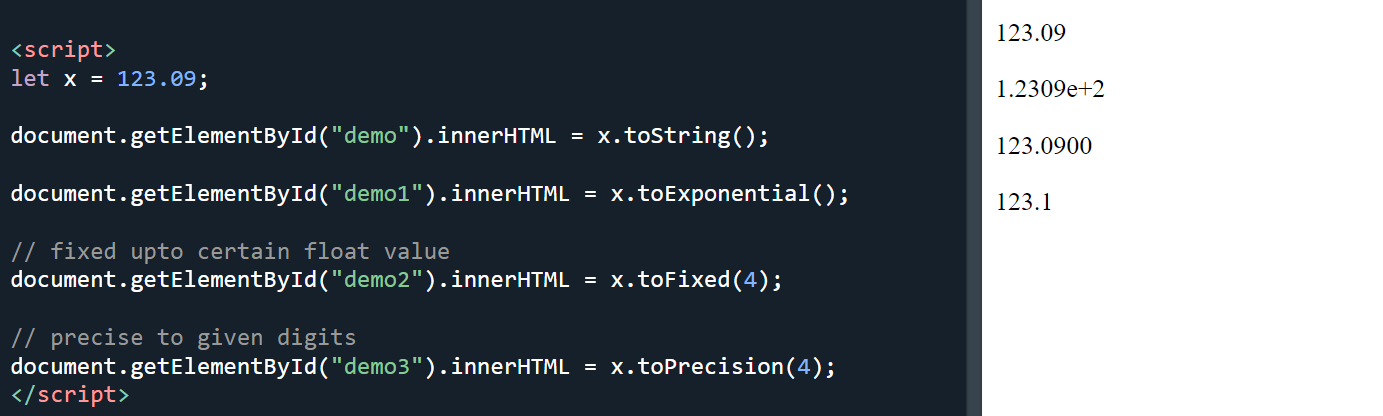 <script>
let x = 123.09;
document.getElementById("demo").innerHTML = x.toString();
document.getElementById("demo1").innerHTML = x.toExponential();
// fixed upto certain float value
document.getElementById("demo2").innerHTML = x.toFixed(4);
// precise to given digits
document.getElementById("demo3").innerHTML = x.toPrecision(4);
</script>
123.09
1.2309e+2
123.0900
123.1